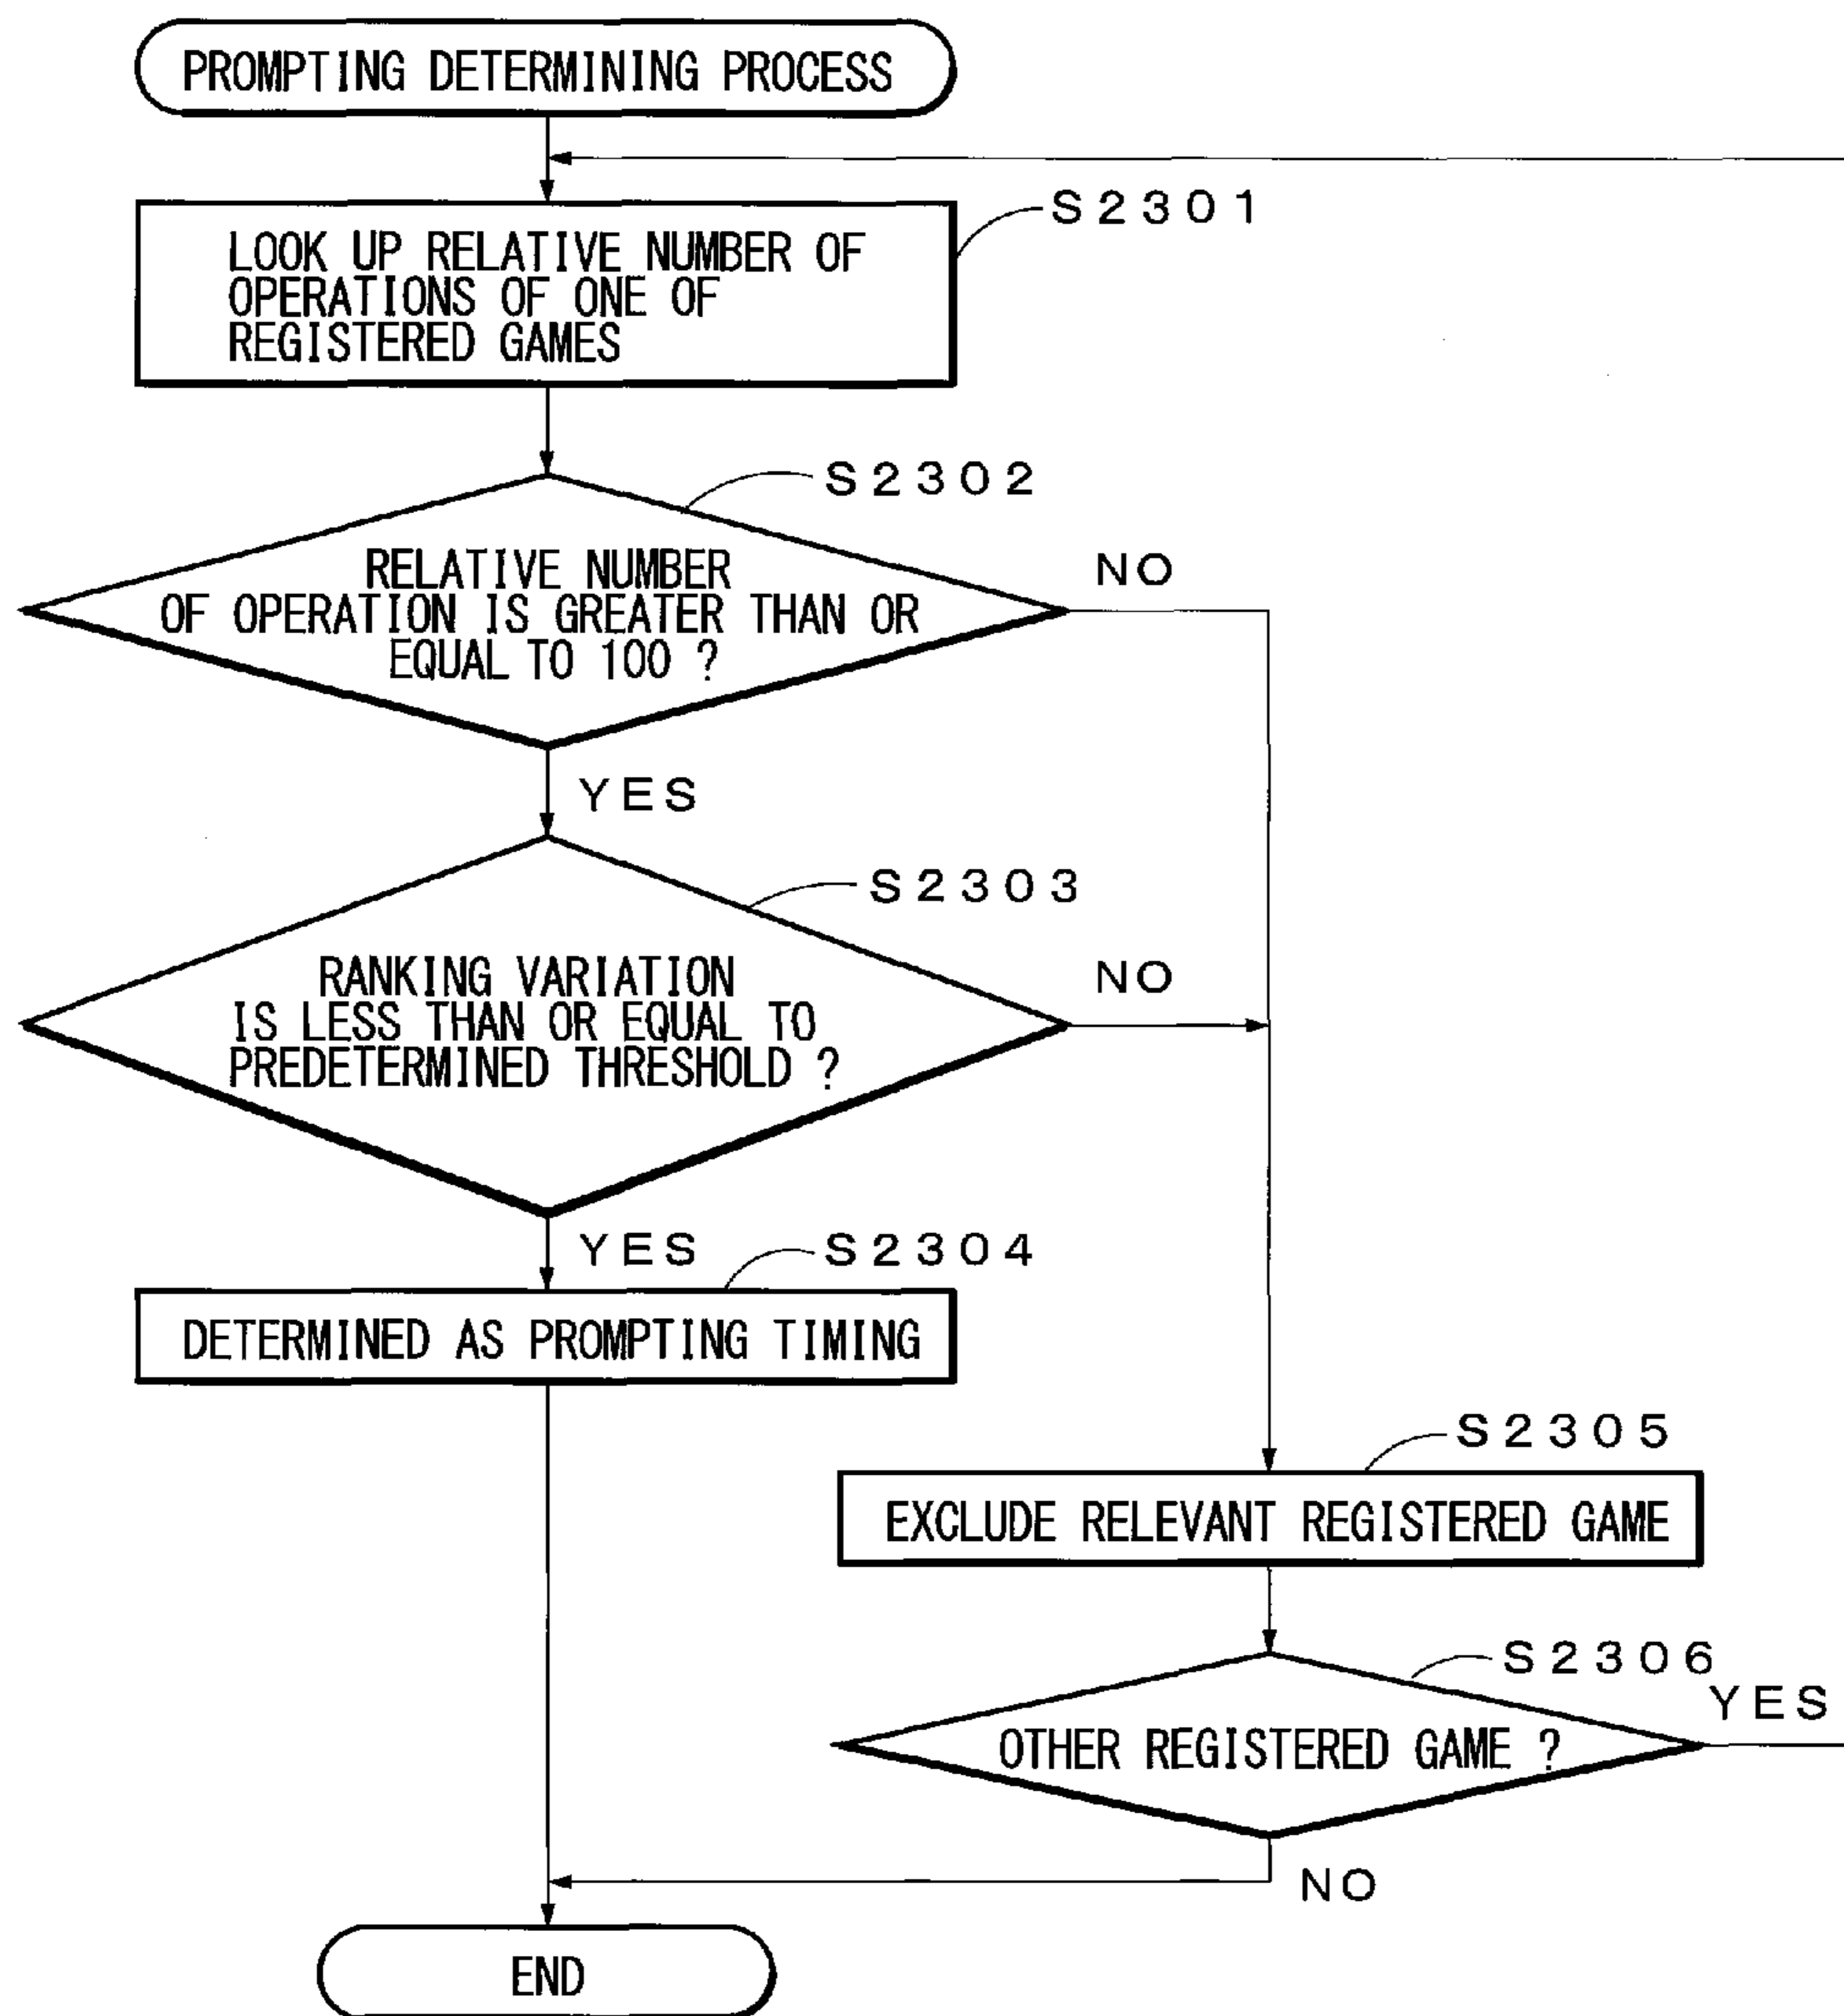 PROMPTING DETERMINING PROCESS
S2301
LOOK UP RELATIVE NUMBER OF
OPERATIONS OF ONE OF
REGISTERED GAMES
S2302
RELATIVE NUMBER
OF OPERATION IS GREATER THAN OR
EQUAL TO 100 ?
NO
YES
S2303
RANKING VARIATION
IS LESS THAN OR EQUAL TO
PREDETERMINED THRESHOLD ?
NO
YES
S2304
DETERMINED AS PROMPTING TIMING
S2305
EXCLUDE RELEVANT REGISTERED GAME
S2306
OTHER REGISTERED GAME ?
YES
NO
END